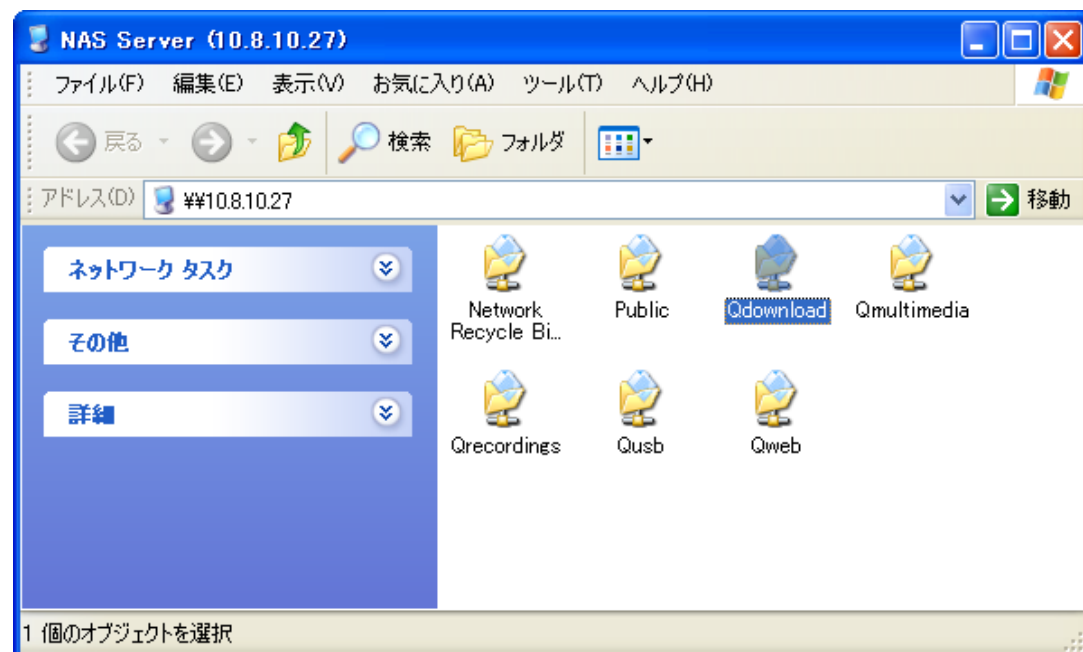 NAS Server (10.8.10.27)
ファイル(F) 編集(E) 表示(V) お気に入り(A) ツール(T) ヘルプ(H)
戻る 検索 フォルダ
アドレス(D) ¥¥10.8.10.27 移動
ネットワーク タスク
その他
詳細
Network Recycle Bi...
Public
Qdownload
Qmultimedia
Qrecordings
Qusb
Qweb
1 個のオブジェクトを選択